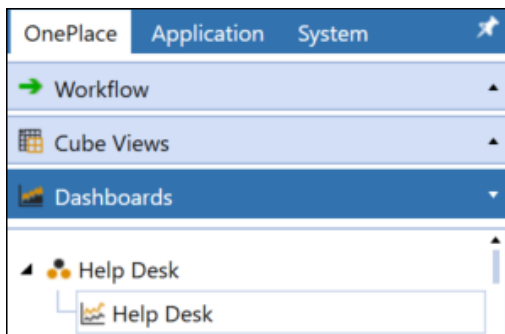 OnePlace Application System
Workflow
Cube Views
Dashboards
Help Desk
Help Desk